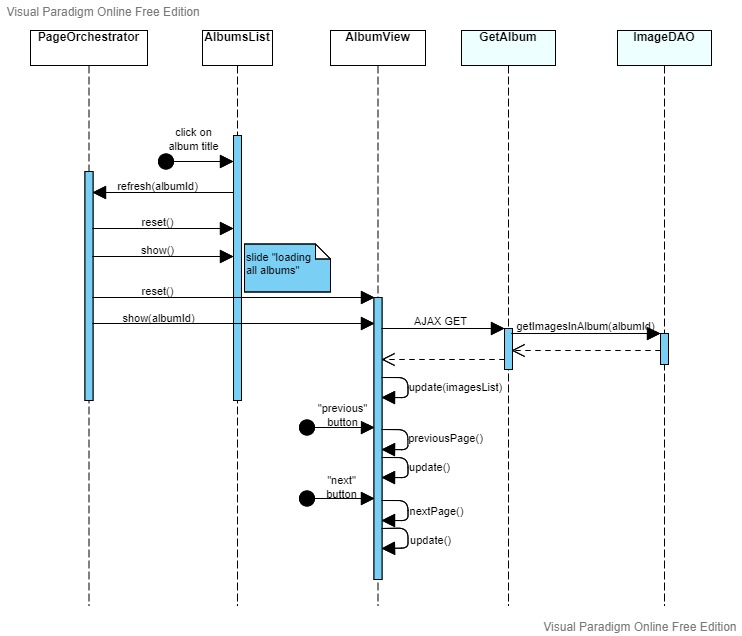 Visual Paradigm Online Free Edition
PageOrchestrator
AlbumsList
AlbumView
GetAlbum
ImageDAO
click on
album title
refresh(albumId)
reset()
show()
slide "loading
all albums"
reset()
show(albumId)
AJAX GET
getImagesInAlbum(albumId)
update(imagesList)
"previous"
button
previousPage()
update()
"next"
button
nextPage()
update()
Visual Paradigm Online Free Edition